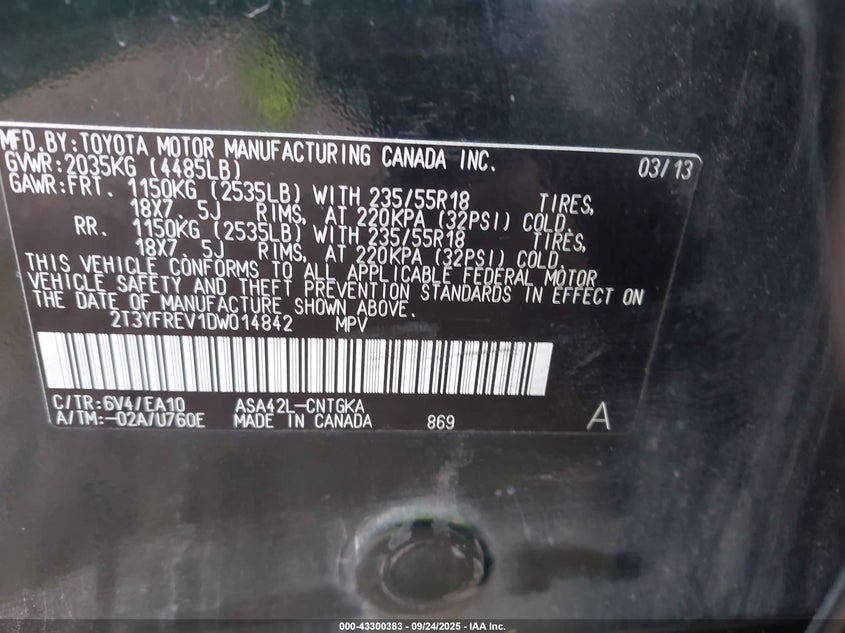 MFD.BY:TOYOTA MOTOR MANUFACTURING CANADA INC. 03/13
GVWR:2035KG (4485LB)
GAWR:FRT. 1150KG (2535LB) WITH 235/55R18 TIRES,
18X7. 5J RIMS, AT 220KPA (32PSI) COLD.
RR. 1150KG (2535LB) WITH 235/55R18 TIRES,
18X7. 5J RIMS, AT 220KPA (32PSI) COLD.
THIS VEHICLE CONFORMS TO ALL APPLICABLE FEDERAL MOTOR
VEHICLE SAFETY AND THEFT PREVENTION STANDARDS IN EFFECT ON
THE DATE OF MANUFACTURE SHOWN ABOVE.
2T3YFREV1DW014842 MPV
C/TR:6V4/EA10 ASA42L-CNTGKA
A/TM:-02A/U760E MADE IN CANADA 869 A
000-43300383 - 09/24/2025 - IAA Inc.